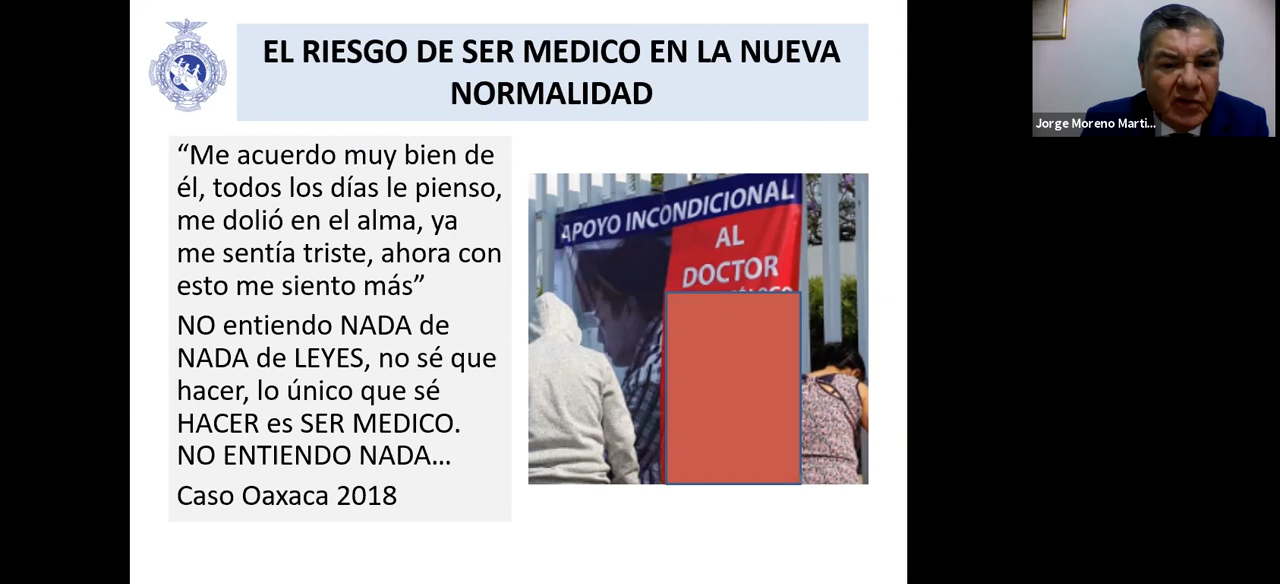 EL RIESGO DE SER MEDICO EN LA NUEVA
NORMALIDAD
“Me acuerdo muy bien de
él, todos los días le pienso,
me dolió en el alma, ya
me sentía triste, ahora con
esto me siento más”
NO entiendo NADA de
NADA de LEYES, no sé que
hacer, lo único que sé
HACER es SER MEDICO.
NO ENTIENDO NADA…
Caso Oaxaca 2018
APOYO INCONDICIONAL
AL
DOCTOR
Jorge Moreno Marti...